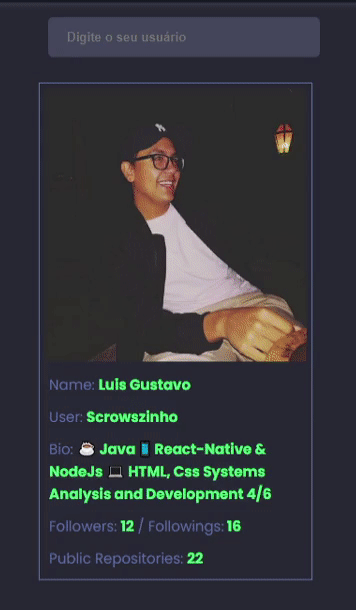 Digite o seu usuário
Name: Luis Gustavo
User: Scrowszinho
Bio: ☕ Java 📱 React-Native &
NodeJs 💻 HTML, Css Systems
Analysis and Development 4/6
Followers: 12 / Followings: 16
Public Repositories: 22